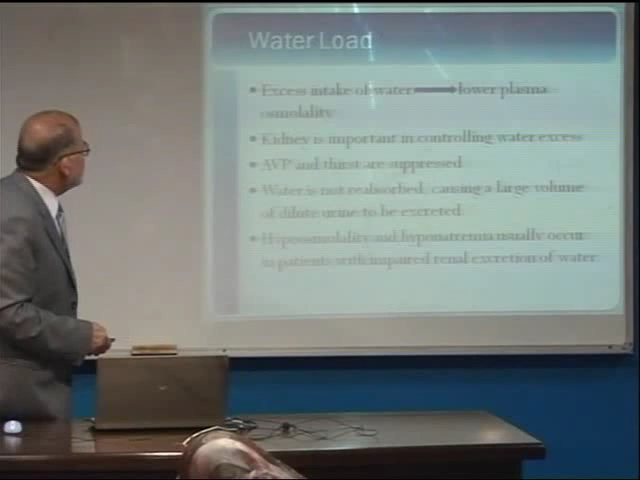 Water Load
• Excess intake of water lower plasma
osmolality
• Kidney is important in controlling water excess
• AVP and thirst are suppressed
• Water is not reabsorbed, causing a large volume
of dilute urine to be excreted
• Hypoosmolality and hyponatremia usually occur
in patients with impaired renal excretion of water